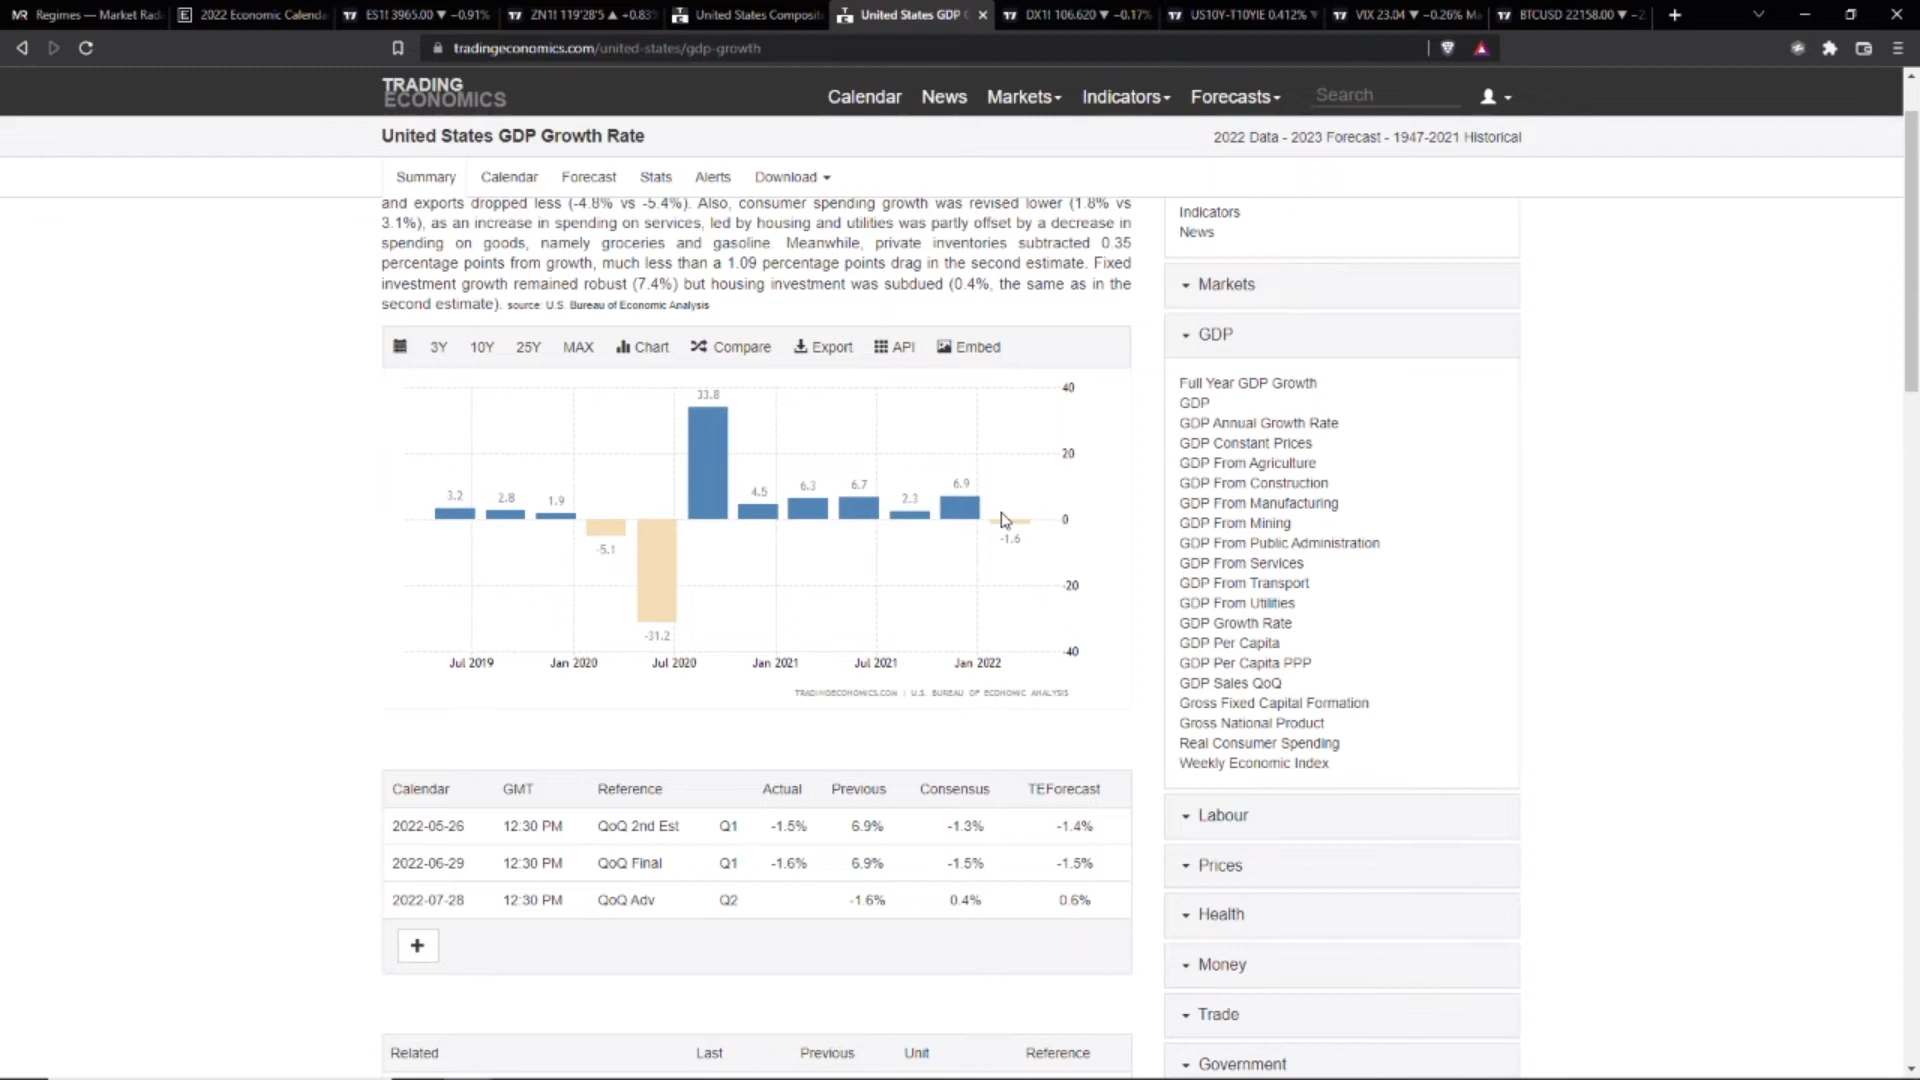 Regimes — Market Rad
2022 Economic Calenda
ES1! 3965.00 ▼ −0.91%
ZN1! 119'28'5 ▲ +0.83%
United States Composit
United States GDP
DX1! 106.620 ▼ −0.17%
US10Y-T10YIE 0.412% ▼
VIX 23.04 ▼ −0.26% Ma
BTCUSD 22158.00 ▼ −2
tradingeconomics.com/united-states/gdp-growth
TRADING
ECONOMICS
Calendar News Markets Indicators Forecasts Search
United States GDP Growth Rate
2022 Data - 2023 Forecast - 1947-2021 Historical
Summary Calendar Forecast Stats Alerts Download
and exports dropped less (-4.8% vs -5.4%). Also, consumer spending growth was revised lower (1.8% vs
3.1%), as an increase in spending on services, led by housing and utilities was partly offset by a decrease in
spending on goods, namely groceries and gasoline. Meanwhile, private inventories subtracted 0.35
percentage points from growth, much less than a 1.09 percentage points drag in the second estimate. Fixed
investment growth remained robust (7.4%) but housing investment was subdued (0.4%, the same as in the
second estimate). source: U.S. Bureau of Economic Analysis
3Y 10Y 25Y MAX Chart Compare Export API Embed
40
20
0
-20
-40
3.2 2.8 1.9 -5.1 -31.2 33.8 4.5 6.3 6.7 2.3 6.9 -1.6
Jul 2019 Jan 2020 Jul 2020 Jan 2021 Jul 2021 Jan 2022
TRADINGECONOMICS.COM | U.S. BUREAU OF ECONOMIC ANALYSIS
Calendar GMT Reference Actual Previous Consensus TEForecast
2022-05-26 12:30 PM QoQ 2nd Est Q1 -1.5% 6.9% -1.3% -1.4%
2022-06-29 12:30 PM QoQ Final Q1 -1.6% 6.9% -1.5% -1.5%
2022-07-28 12:30 PM QoQ Adv Q2 -1.6% 0.4% 0.6%
+
Related Last Previous Unit Reference
Indicators
News
Markets
GDP
Full Year GDP Growth
GDP
GDP Annual Growth Rate
GDP Constant Prices
GDP From Agriculture
GDP From Construction
GDP From Manufacturing
GDP From Mining
GDP From Public Administration
GDP From Services
GDP From Transport
GDP From Utilities
GDP Growth Rate
GDP Per Capita
GDP Per Capita PPP
GDP Sales QoQ
Gross Fixed Capital Formation
Gross National Product
Real Consumer Spending
Weekly Economic Index
Labour
Prices
Health
Money
Trade
Government